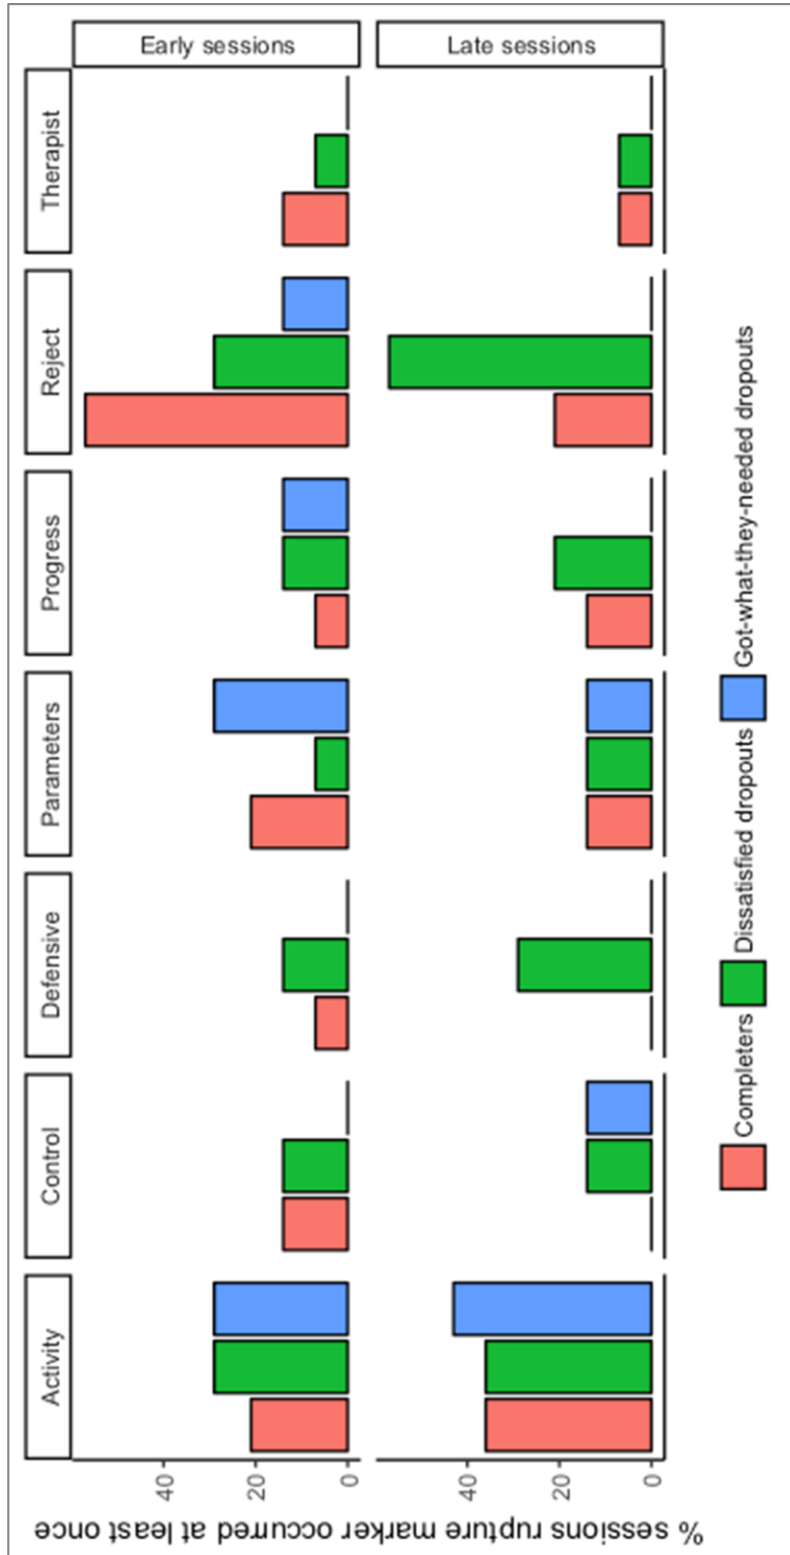 % sessions rupture marker occurred at least once
Activity
Control
Defensive
Parameters
Progress
Reject
Therapist
Early sessions
40
20
0
Late sessions
40
20
0
Completers
Dissatisfied dropouts
Got-what-they-needed dropouts